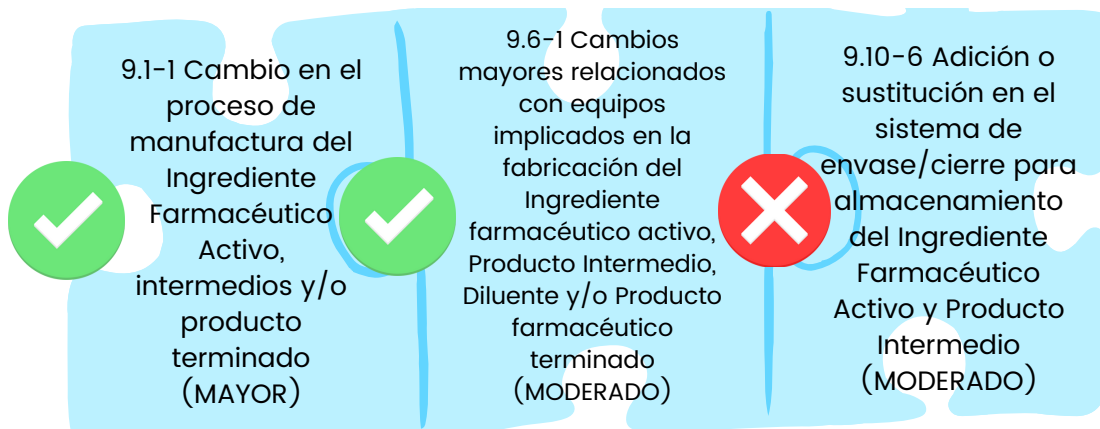 9.1-1 Cambio en el
proceso de
manufactura del
Ingrediente
Farmacéutico
Activo,
intermedios y/o
producto
terminado
(MAYOR)
9.6-1 Cambios
mayores relacionados
con equipos
implicados en la
fabricación del
Ingrediente
farmacéutico activo,
Producto Intermedio,
Diluente y/o Producto
farmacéutico
terminado
(MODERADO)
9.10-6 Adición o
sustitución en el
sistema de
envase/cierre para
almacenamiento
del Ingrediente
Farmacéutico
Activo y Producto
Intermedio
(MODERADO)